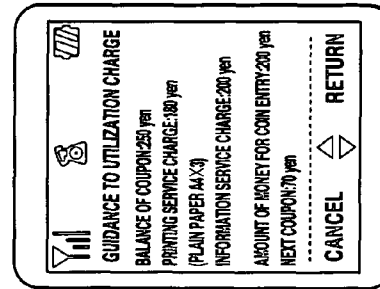 GUIDANCE TO UTILIZATION CHARGE
BALANCE OF COUPON:250 yen
PRINTING SERVICE CHARGE:180 yen
(PLAIN PAPER A4×3)
INFORMATION SERVICE CHARGE:200 yen
AMOUNT OF MONEY FOR COIN ENTRY:200 yen
NEXT COUPON:70 yen
CANCEL RETURN